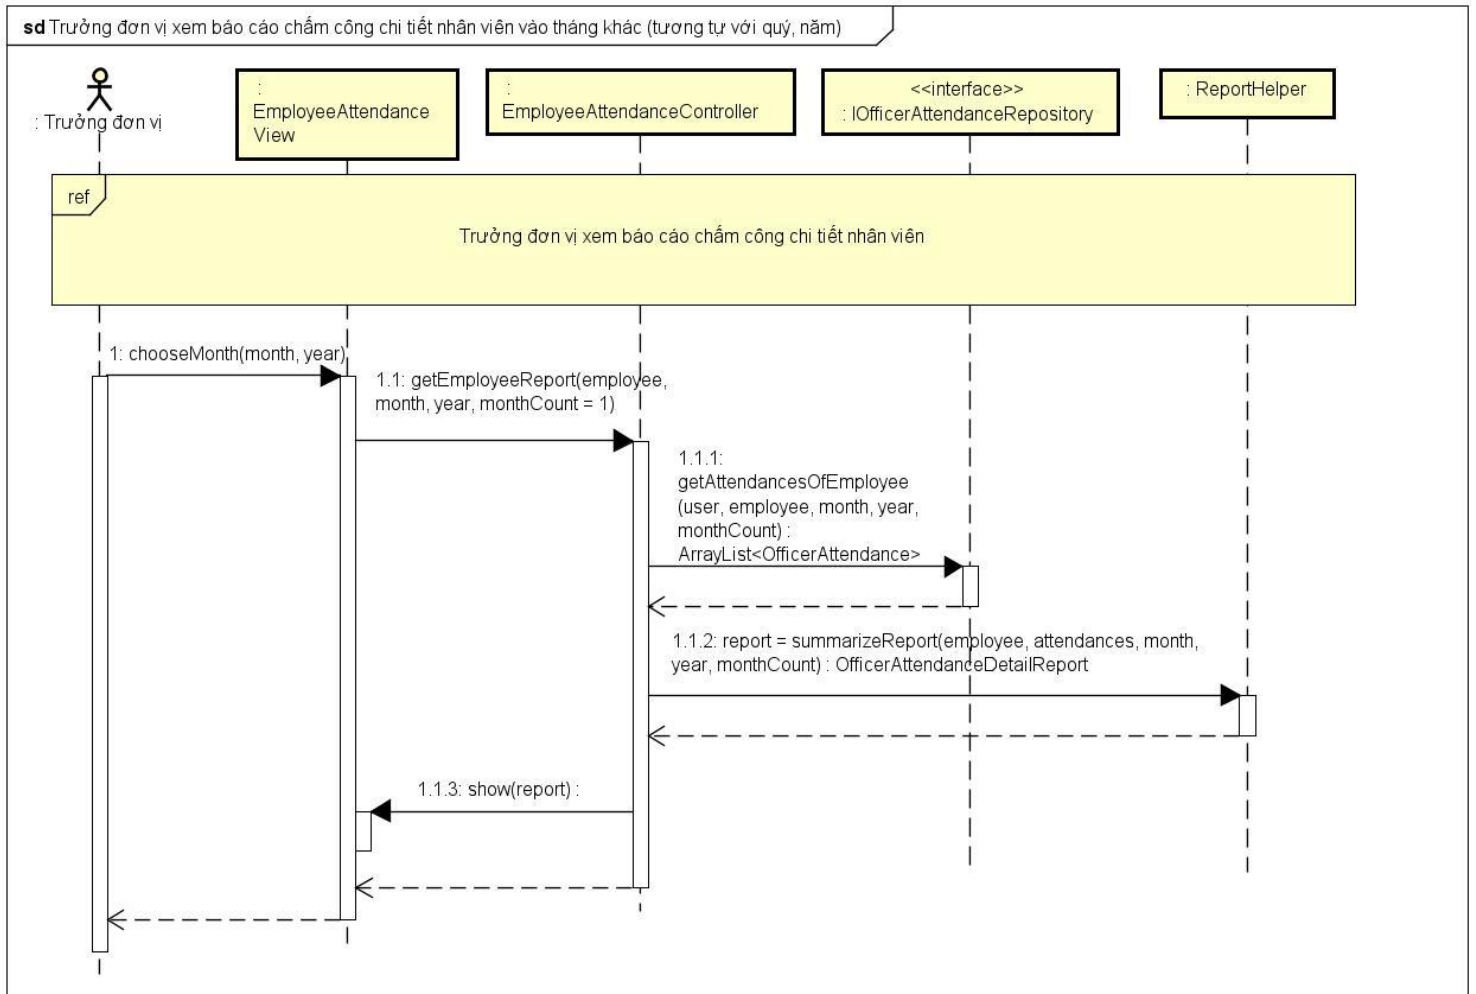 sd Trưởng đơn vị xem báo cáo chấm công chi tiết nhân viên vào tháng khác (tương tự với quý, năm)
: Trưởng đơn vị
:
EmployeeAttendance
View
:
EmployeeAttendanceController
<<interface>>
: IOfficerAttendanceRepository
: ReportHelper
ref
Trưởng đơn vị xem báo cáo chấm công chi tiết nhân viên
1: chooseMonth(month, year)
1.1: getEmployeeReport(employee,
month, year, monthCount = 1)
1.1.1:
getAttendancesOfEmployee
(user, employee, month, year,
monthCount) :
ArrayList<OfficerAttendance>
1.1.2: report = summarizeReport(employee, attendances, month,
year, monthCount) : OfficerAttendanceDetailReport
1.1.3: show(report) :